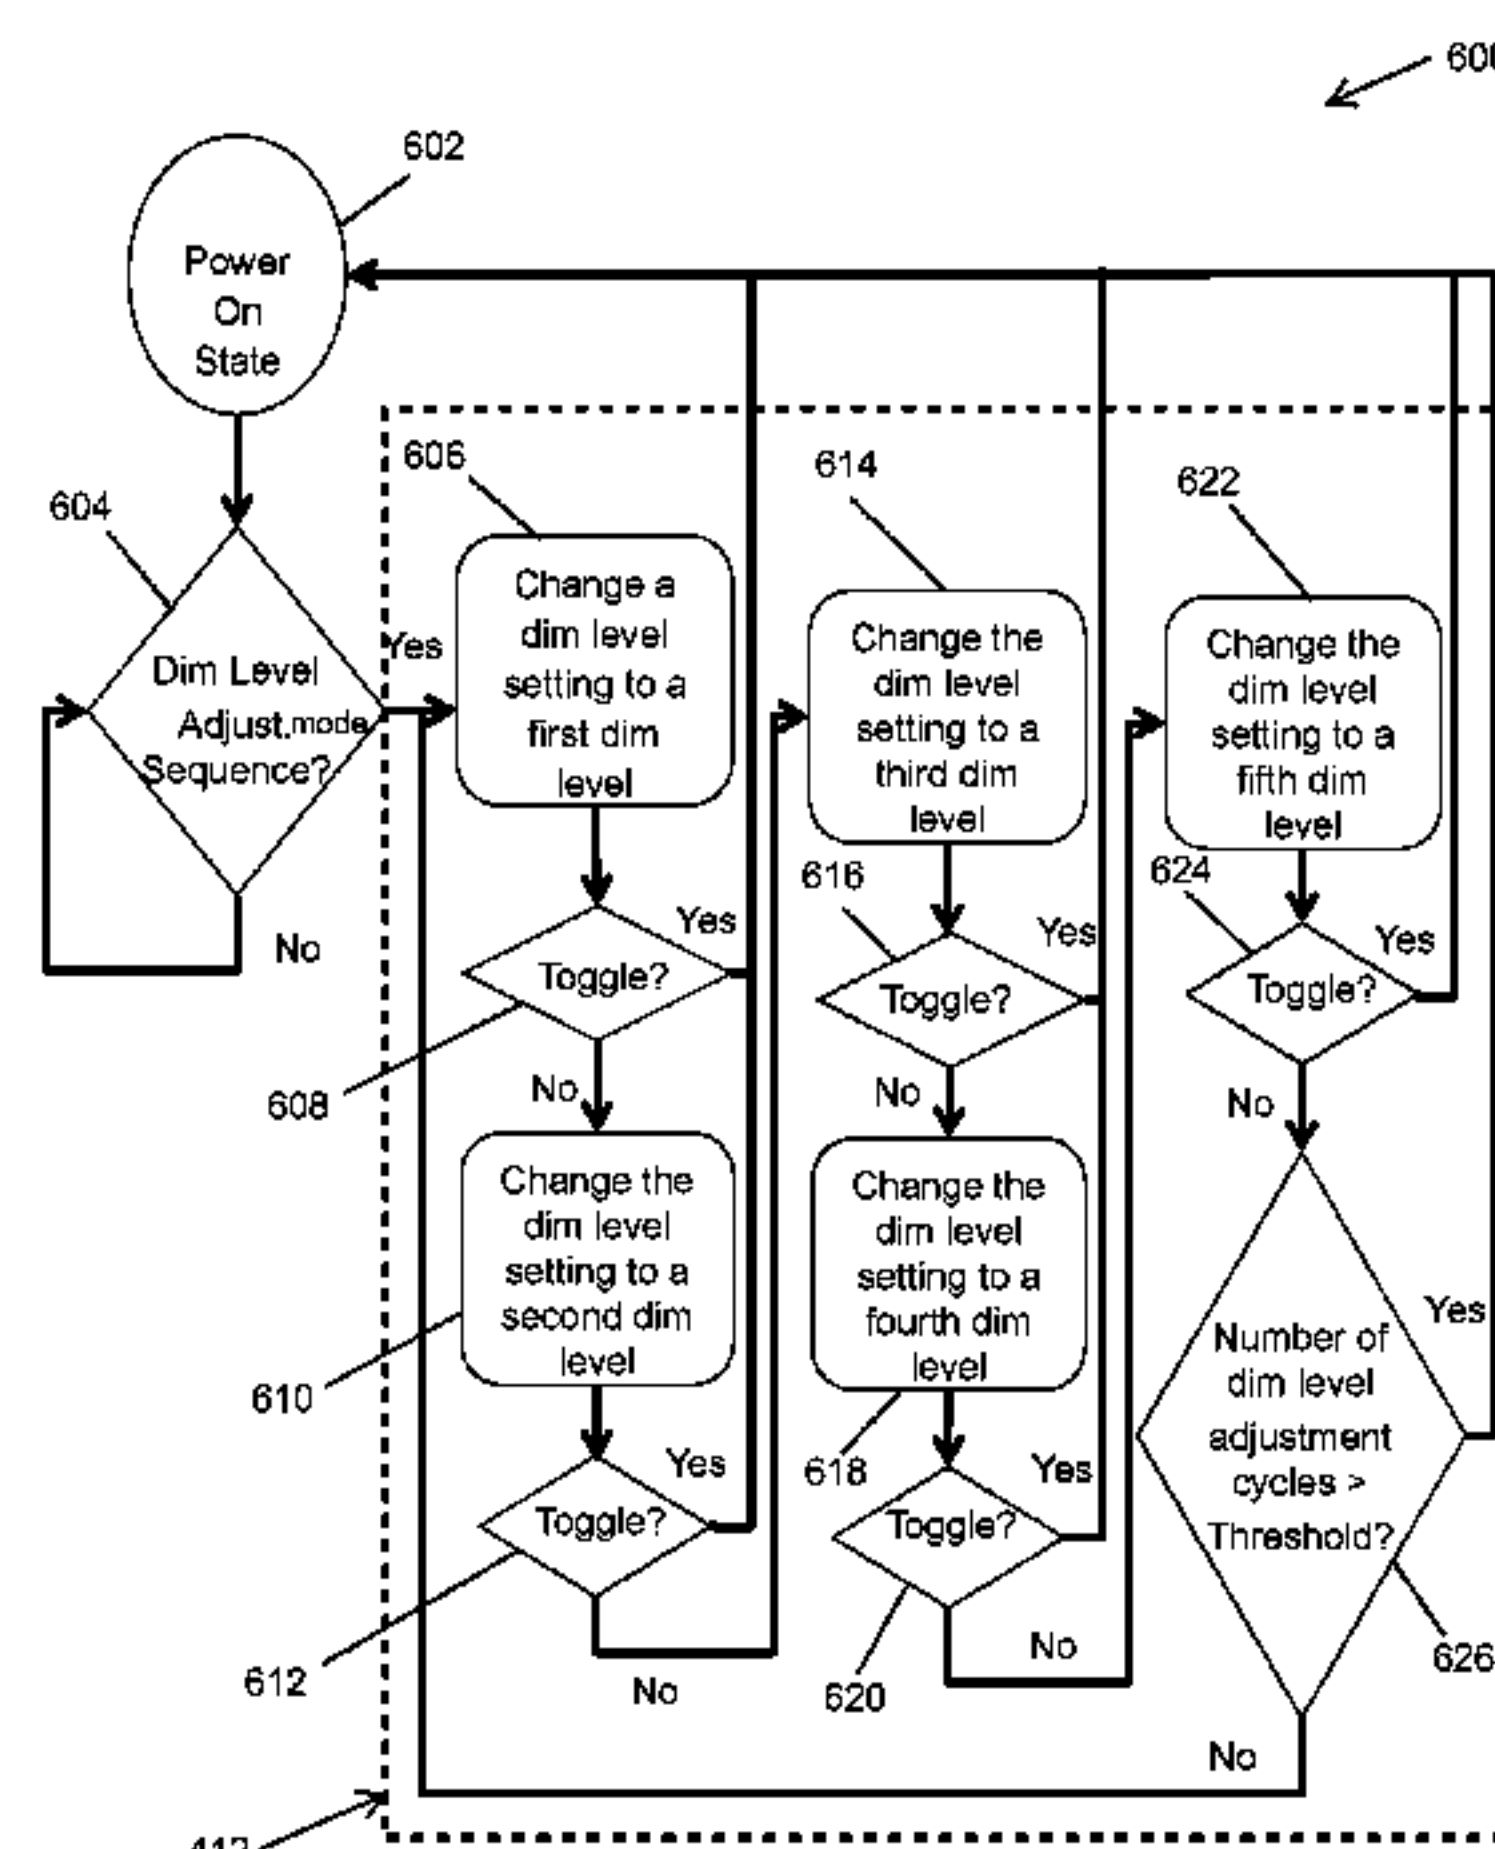 600
602
Power
On
State
604
Dim Level
Adjust.mode
Sequence?
Yes
No
606
Change a
dim level
setting to a
first dim
level
Toggle?
Yes
608
No
Change the
dim level
setting to a
second dim
level
610
Toggle?
Yes
612
No
614
Change the
dim level
setting to a
third dim
level
616
Toggle?
Yes
No
Change the
dim level
setting to a
fourth dim
level
618
Toggle?
Yes
620
No
622
Change the
dim level
setting to a
fifth dim
level
624
Toggle?
Yes
No
Number of
dim level
adjustment
cycles >
Threshold?
Yes
626
No